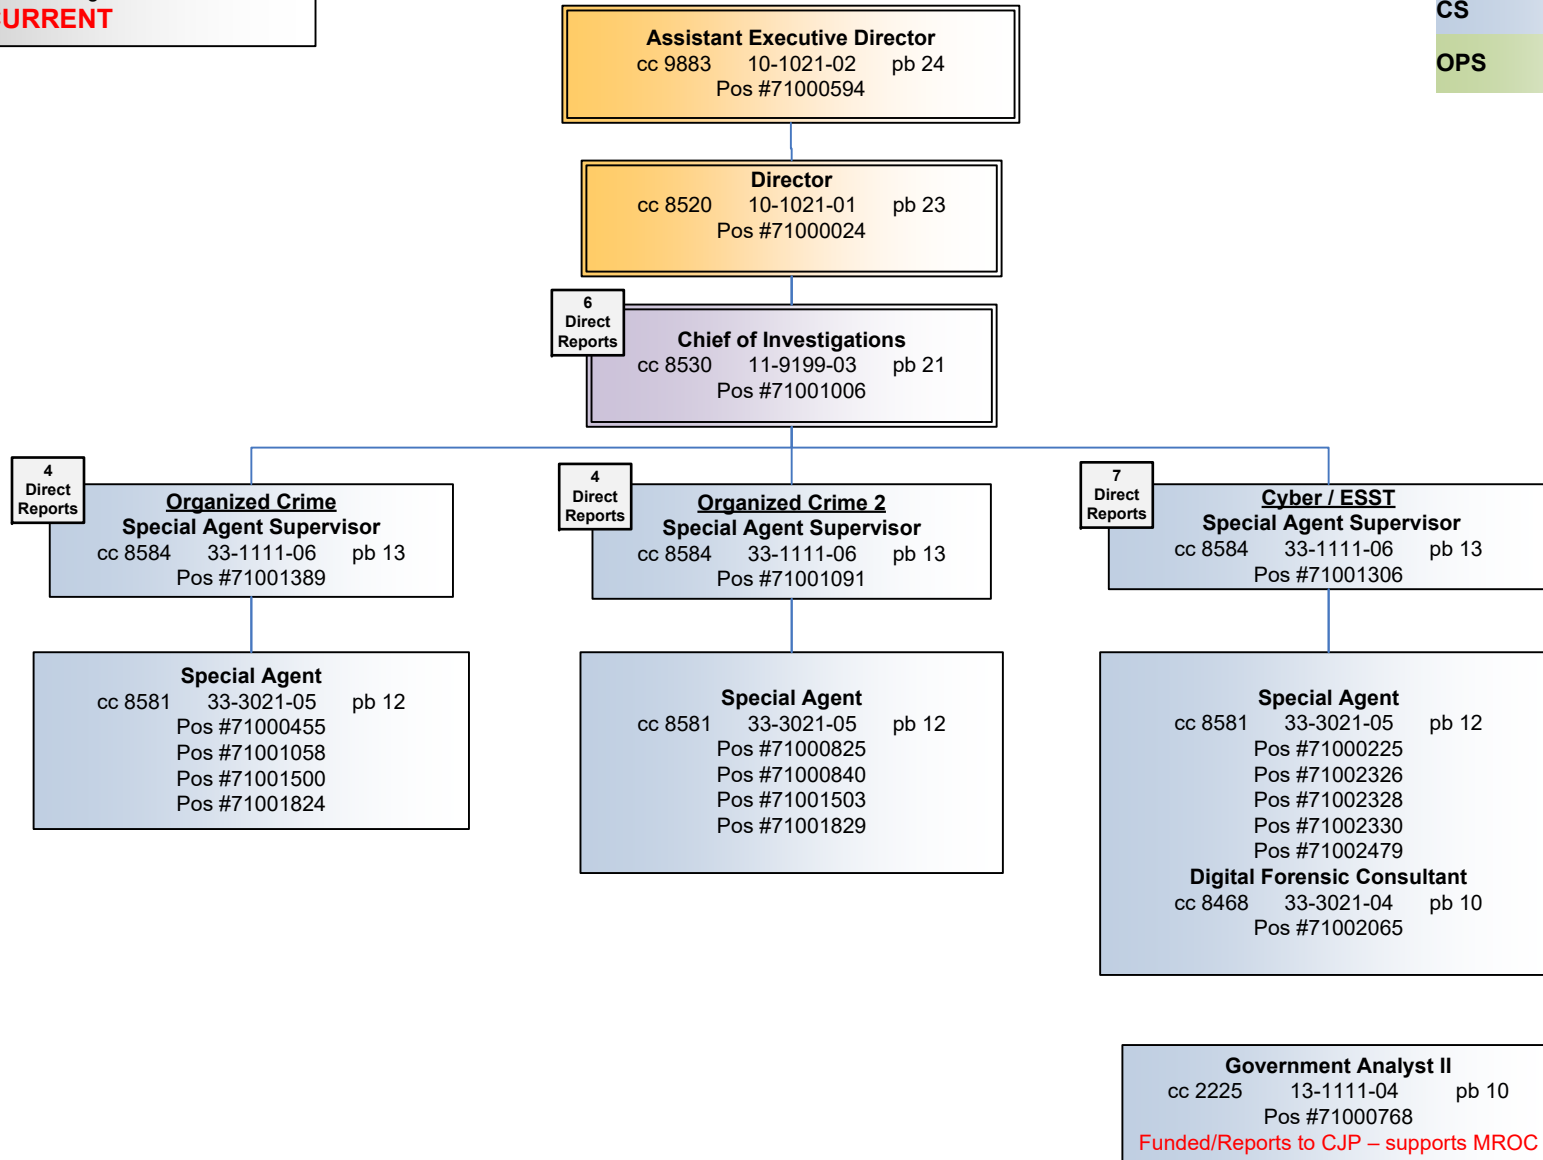 CURRENT
CS
OPS
Assistant Executive Director
cc 9883 10-1021-02 pb 24
Pos #71000594
Director
cc 8520 10-1021-01 pb 23
Pos #71000024
6
Direct
Reports
Chief of Investigations
cc 8530 11-9199-03 pb 21
Pos #71001006
4
Direct
Reports
Organized Crime
Special Agent Supervisor
cc 8584 33-1111-06 pb 13
Pos #71001389
4
Direct
Reports
Organized Crime 2
Special Agent Supervisor
cc 8584 33-1111-06 pb 13
Pos #71001091
7
Direct
Reports
Cyber / ESST
Special Agent Supervisor
cc 8584 33-1111-06 pb 13
Pos #71001306
Special Agent
cc 8581 33-3021-05 pb 12
Pos #71000455
Pos #71001058
Pos #71001500
Pos #71001824
Special Agent
cc 8581 33-3021-05 pb 12
Pos #71000825
Pos #71000840
Pos #71001503
Pos #71001829
Special Agent
cc 8581 33-3021-05 pb 12
Pos #71000225
Pos #71002326
Pos #71002328
Pos #71002330
Pos #71002479
Digital Forensic Consultant
cc 8468 33-3021-04 pb 10
Pos #71002065
Government Analyst II
cc 2225 13-1111-04 pb 10
Pos #71000768
Funded/Reports to CJP – supports MROC